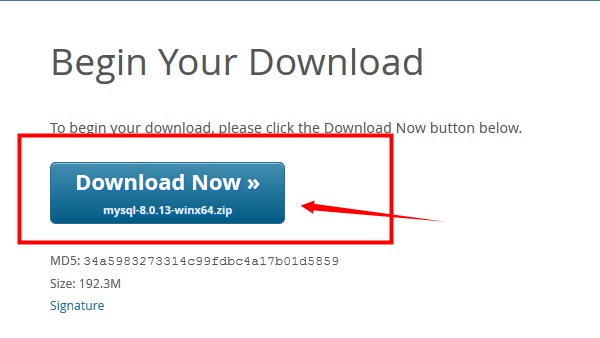 Begin Your Download
To begin your download, please click the Download Now button below.
Download Now »
mysql-8.0.13-winx64.zip
MD5: 34a5983273314c99fdbc4a17b01d5859
Size: 192.3M
Signature